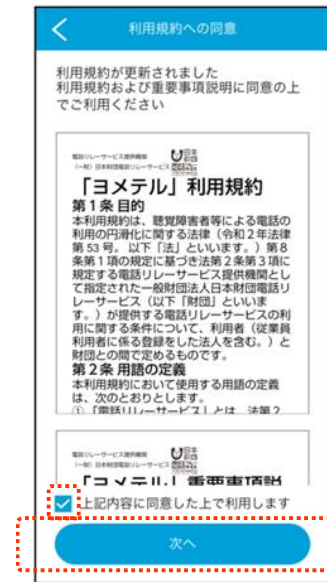 利用規約への同意
利用規約が更新されました
利用規約および重要事項説明に同意の上
でご利用ください
電話リレーサービス提供機関
(一財)日本財団電話リレーサービス
「ヨメテル」利用規約
第1条 目的
本利用規約は、聴覚障害者等による電話の
利用の円滑化に関する法律(令和2年法律
第53号。以下「法」といいます。)第8
条第1項の規定に基づき法第2条第3項に
規定する電話リレーサービス提供機関とし
て指定された一般財団法人日本財団電話リ
レーサービス(以下「財団」といいま
す。)が提供する電話リレーサービスの利
用に関する条件について、利用者(従業員
利用者に係る登録をした法人を含む。)と
財団との間で定めるものです。
第2条 用語の定義
本利用規約において使用する用語の定義
は、次のとおりとします。
①「電話リレーサービス」とは、法第2
電話リレーサービス提供機関
(一財)日本財団電話リレーサービス
「ヨメテル」重要事項説
上記内容に同意した上で利用します
次へ